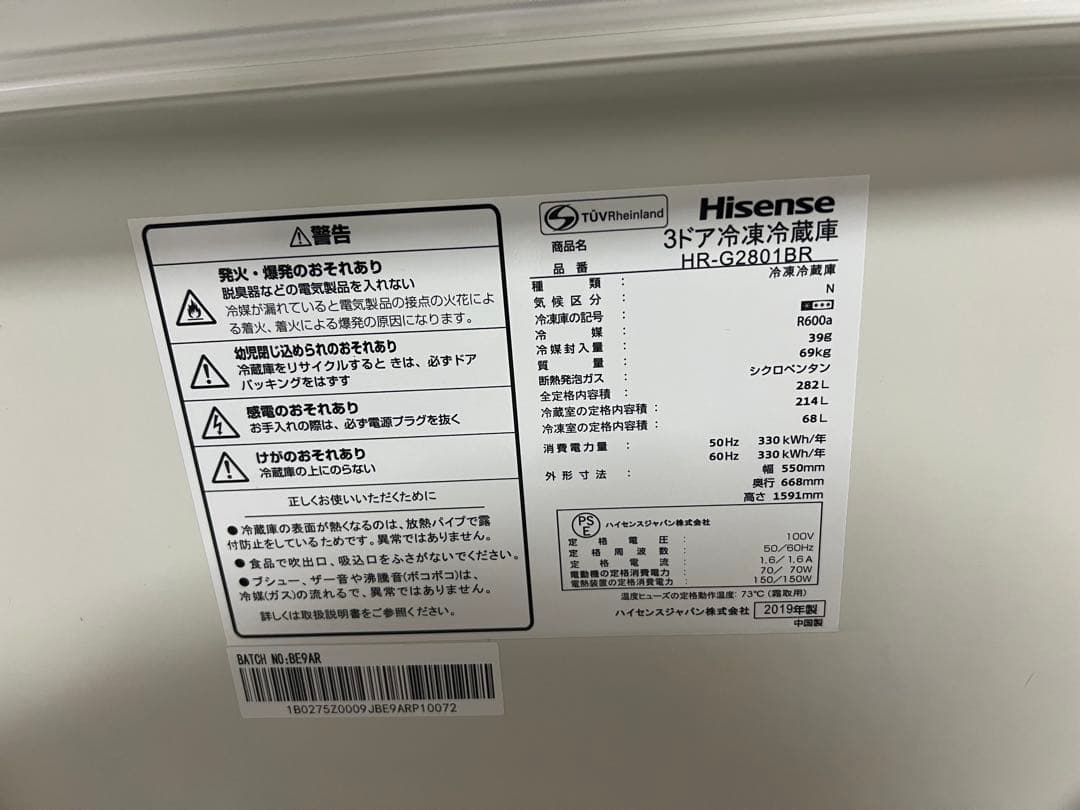 ⚠警告
発火・爆発のおそれあり
脱臭器などの電気製品を入れない
冷媒が漏れていると電気製品の接点の火花によ
る着火、着火による爆発の原因になります。
幼児閉じ込められのおそれあり
冷蔵庫をリサイクルすると きは、必ずドア
パッキングをはずす
感電のおそれあり
お手入れの際は、必ず電源プラグを抜く
けがのおそれあり
冷蔵庫の上にのらない
正しくお使いいただくために
●冷蔵庫の表面が熱くなるのは、放熱パイプで露
付防止をしているためです。異常ではありません。
●食品で吹出口、吸込口をふさがないでください。
●ブシュー、ザー音や沸騰音(ポコポコ)は、
冷媒(ガス)の流れるで、異常ではありません。
詳しくは取扱説明書をご参照ください。
TÜVRheinland
Hisense
商品名 3ドア冷凍冷蔵庫
品番 HR-G2801BR
種類 : 冷凍冷蔵庫
気候区分 : N
冷凍庫の記号 :
冷媒 : R600a
冷媒封入量 : 39g
質量 : 69kg
断熱発泡ガス : シクロペンタン
全定格内容積 : 282L
冷蔵室の定格内容積 : 214L
冷凍室の定格内容積 : 68L
消費電力量 : 50Hz 330kWh/年
60Hz 330kWh/年
外形寸法 : 幅 550mm
奥行 668mm
高さ 1591mm
PSE ハイセンスジャパン株式会社
定格電圧 : 100V
定格周波数 : 50/60Hz
定格電流 : 1.6/1.6A
電動機の定格消費電力 : 70/70W
電熱装置の定格消費電力 : 150/150W
温度ヒューズの定格動作温度: 73℃(霜取用)
ハイセンスジャパン株式会社 2019年製
中国製
BATCH NO:BE9AR
1B0275Z0009JBE9ARP10072